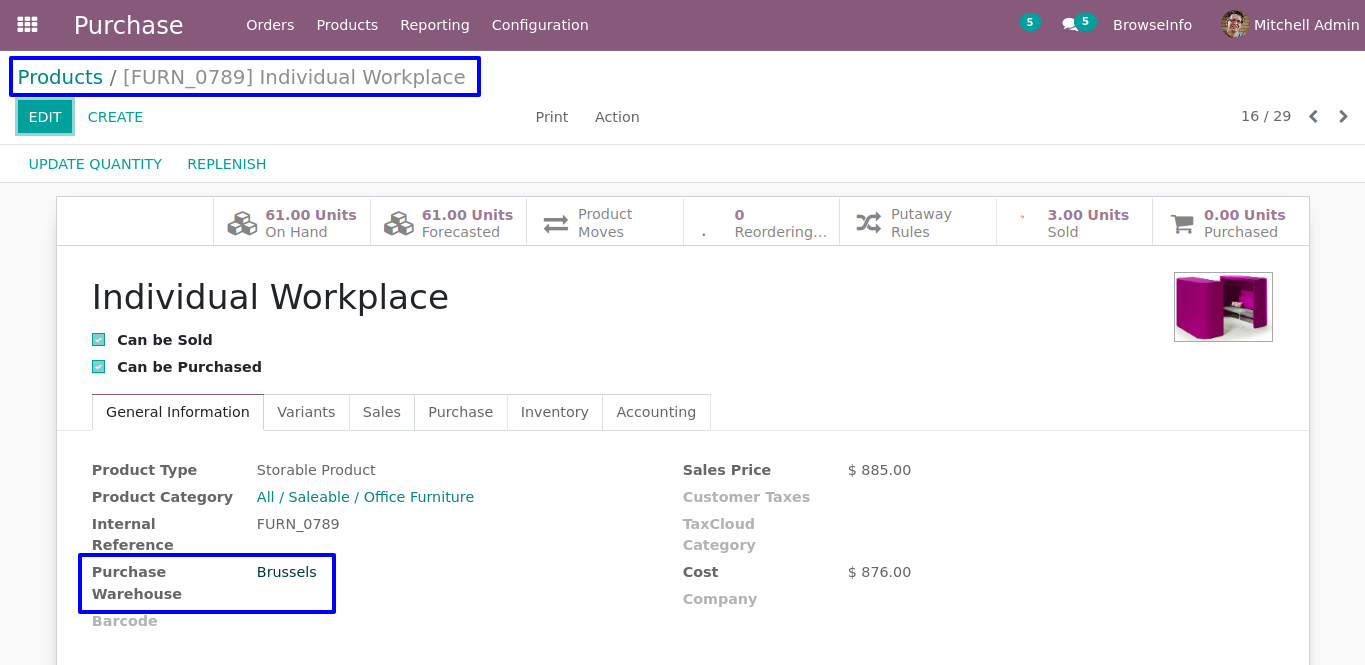 Purchase Orders Products Reporting Configuration 5 5 BrowseInfo Mitchell Admin
Products / [FURN_0789] Individual Workplace
EDIT CREATE Print Action 16 / 29
UPDATE QUANTITY REPLENISH
61.00 Units On Hand
61.00 Units Forecasted
Product Moves
0 Reordering...
Putaway Rules
3.00 Units Sold
0.00 Units Purchased
Individual Workplace
Can be Sold
Can be Purchased
General Information Variants Sales Purchase Inventory Accounting
Product Type Storable Product
Product Category All / Saleable / Office Furniture
Internal Reference FURN_0789
Purchase Warehouse Brussels
Barcode
Sales Price $ 885.00
Customer Taxes
TaxCloud Category
Cost $ 876.00
Company